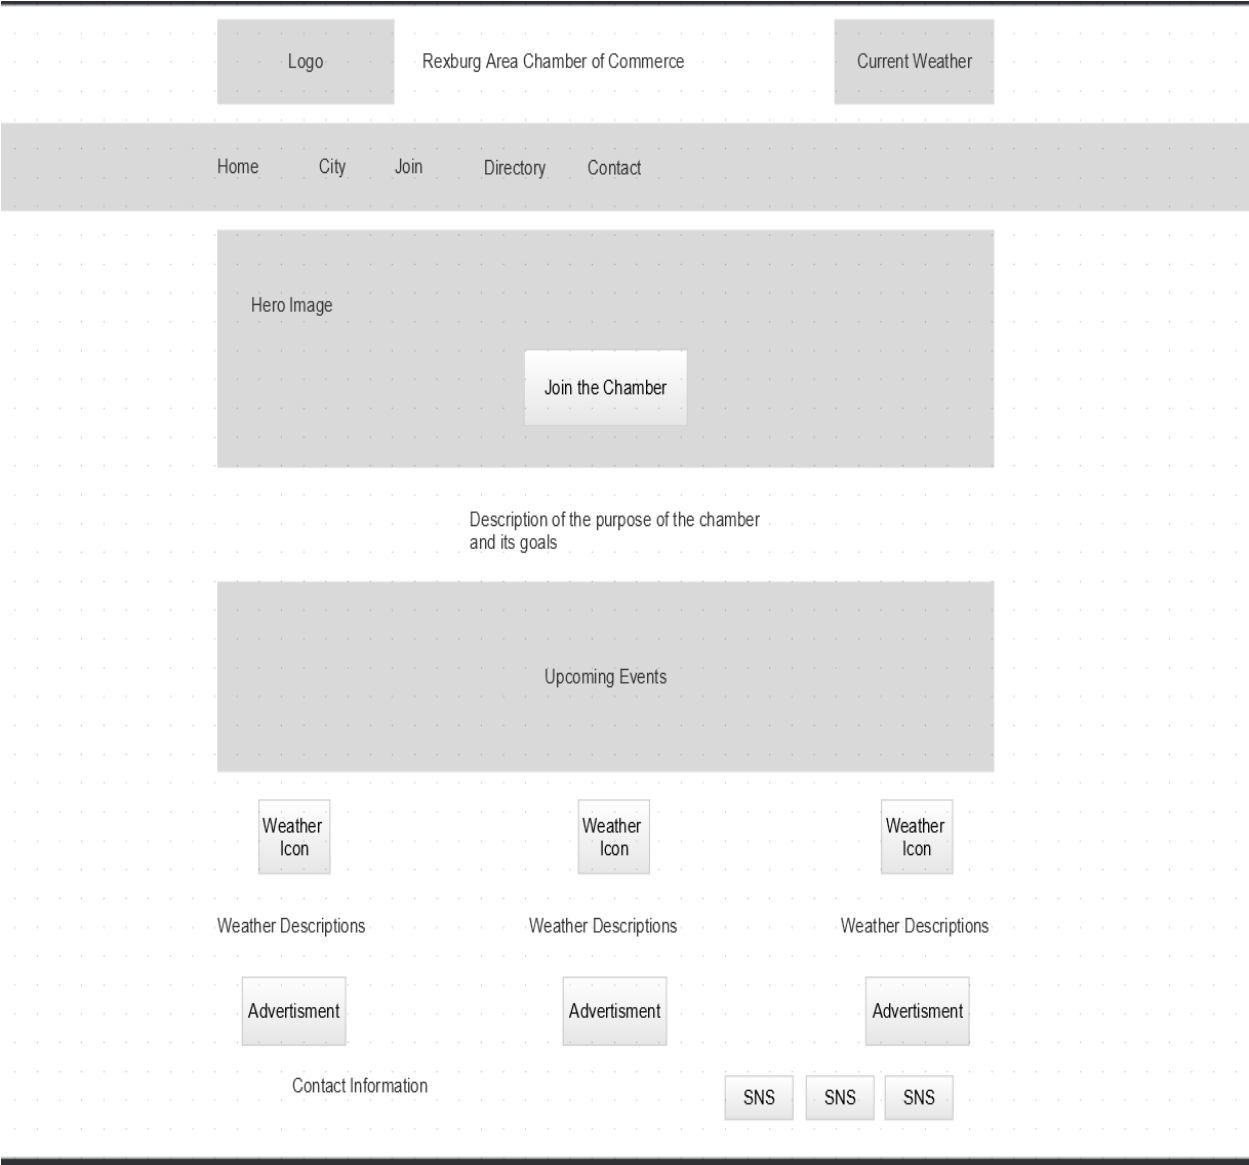 Logo
Rexburg Area Chamber of Commerce
Current Weather
Home
City
Join
Directory
Contact
Hero Image
Join the Chamber
Description of the purpose of the chamber
and its goals
Upcoming Events
Weather
Icon
Weather
Icon
Weather
Icon
Weather Descriptions
Weather Descriptions
Weather Descriptions
Advertisment
Advertisment
Advertisment
Contact Information
SNS
SNS
SNS